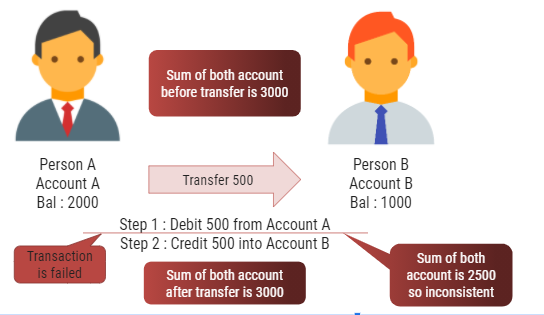 Sum of both account
before transfer is 3000
Person A
Account A
Bal : 2000
Transfer 500
Person B
Account B
Bal : 1000
Step 1 : Debit 500 from Account A
Step 2 : Credit 500 into Account B
Transaction
is failed
Sum of both account
after transfer is 3000
Sum of both
account is 2500
so inconsistent